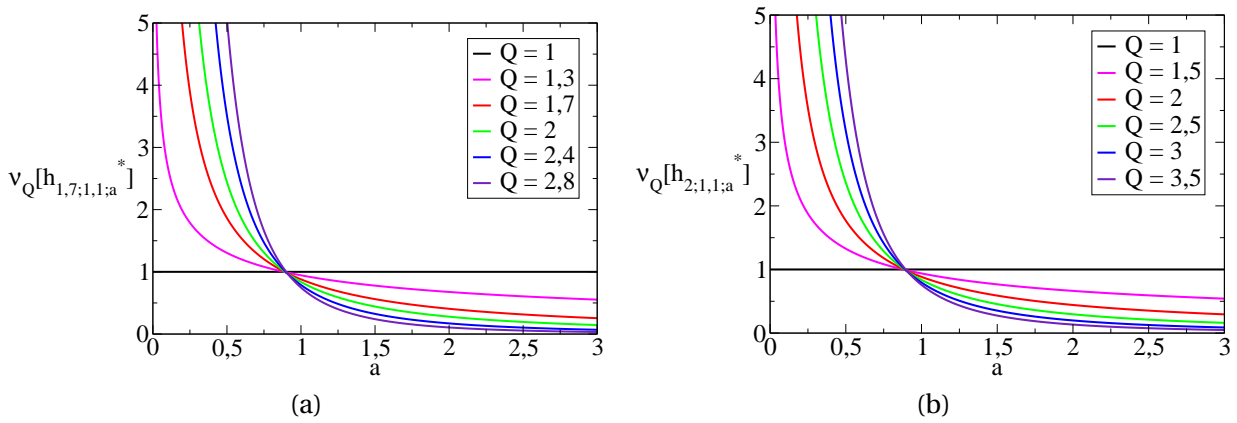 5
4
3
2
1
0
ν_Q[h_{1,7;1,1;a}^*]
Q = 1
Q = 1,3
Q = 1,7
Q = 2
Q = 2,4
Q = 2,8
0 0,5 1 1,5 2 2,5 3
a
(a)
5
4
3
2
1
0
ν_Q[h_{2;1,1;a}^*]
Q = 1
Q = 1,5
Q = 2
Q = 2,5
Q = 3
Q = 3,5
0 0,5 1 1,5 2 2,5 3
a
(b)